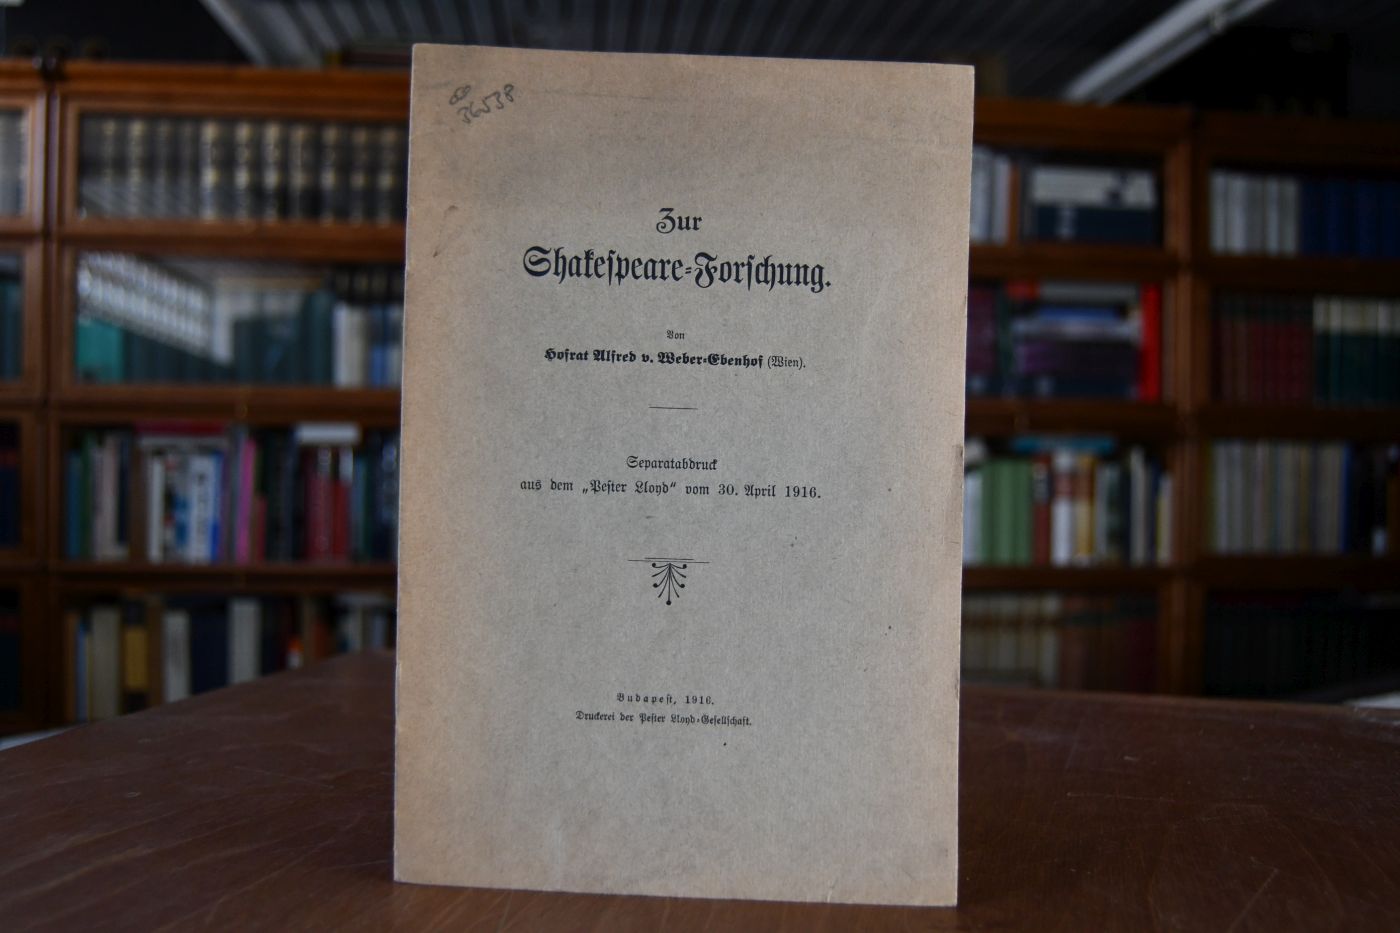 36538
Zur
Shakespeare-Forschung.
Von
Hofrat Alfred v. Weber-Ebenhof (Wien).
Separatabdruck
aus dem „Pester Lloyd“ vom 30. April 1916.
Budapest, 1916.
Druckerei der Pester Lloyd-Gesellschaft.